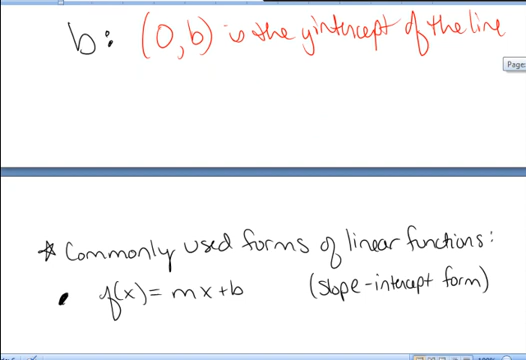 b: (0, b) is the y intercept of the line
Page:
* Commonly used forms of linear functions:
• f(x) = mx + b (slope-intercept form)